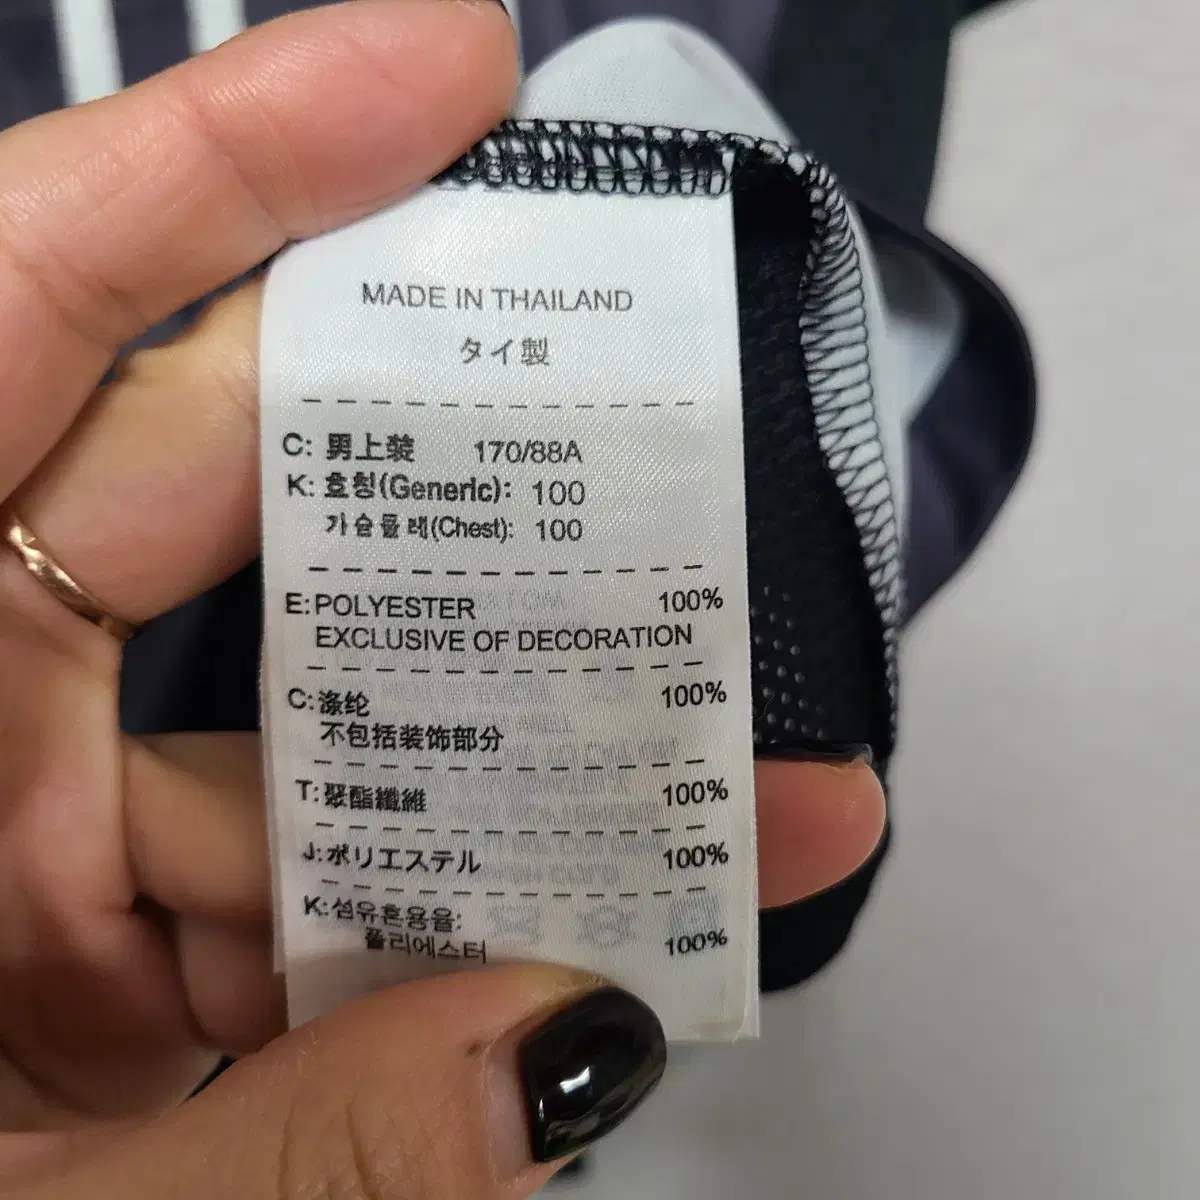 MADE IN THAILAND
タイ製
C: 男上装 170/88A
K: 호칭(Generic): 100
가슴둘레(Chest): 100
E: POLYESTER 100%
EXCLUSIVE OF DECORATION
C: 涤纶 100%
不包括装饰部分
T: 聚酯纖維 100%
J: ポリエステル 100%
K: 섬유혼용율:
폴리에스터 100%